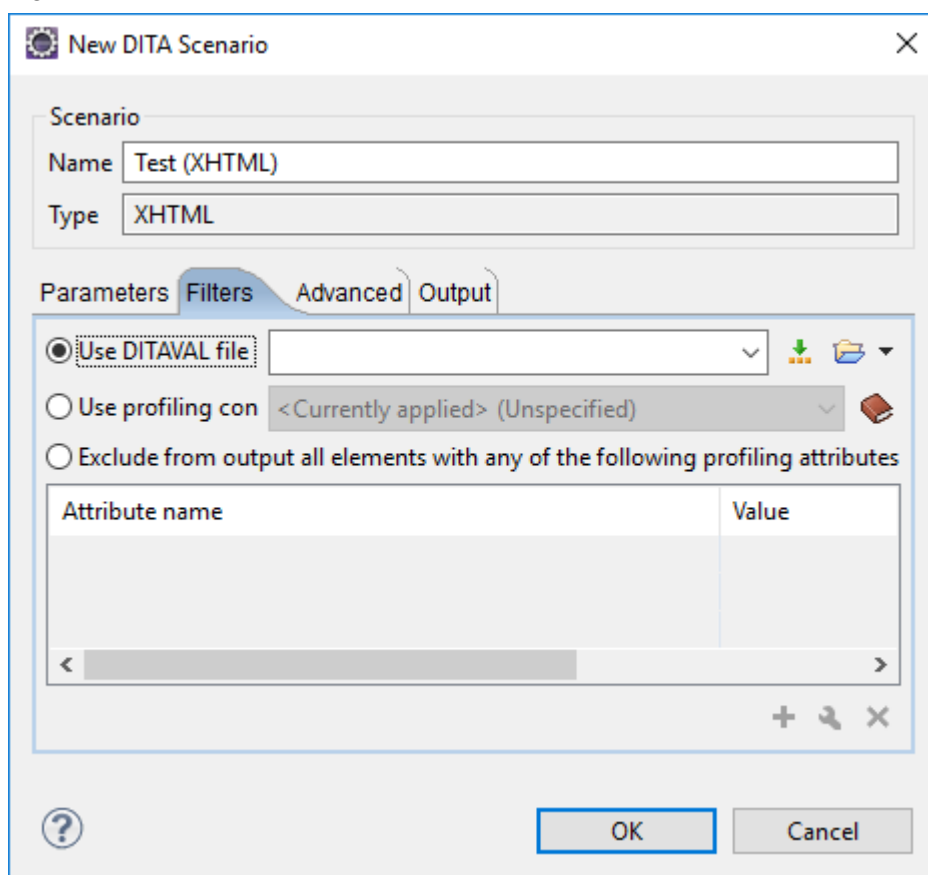 New DITA Scenario
Scenario
Name Test (XHTML)
Type XHTML
Parameters Filters Advanced Output
Use DITAVAL file
Use profiling con <Currently applied> (Unspecified)
Exclude from output all elements with any of the following profiling attributes
Attribute name Value
OK Cancel